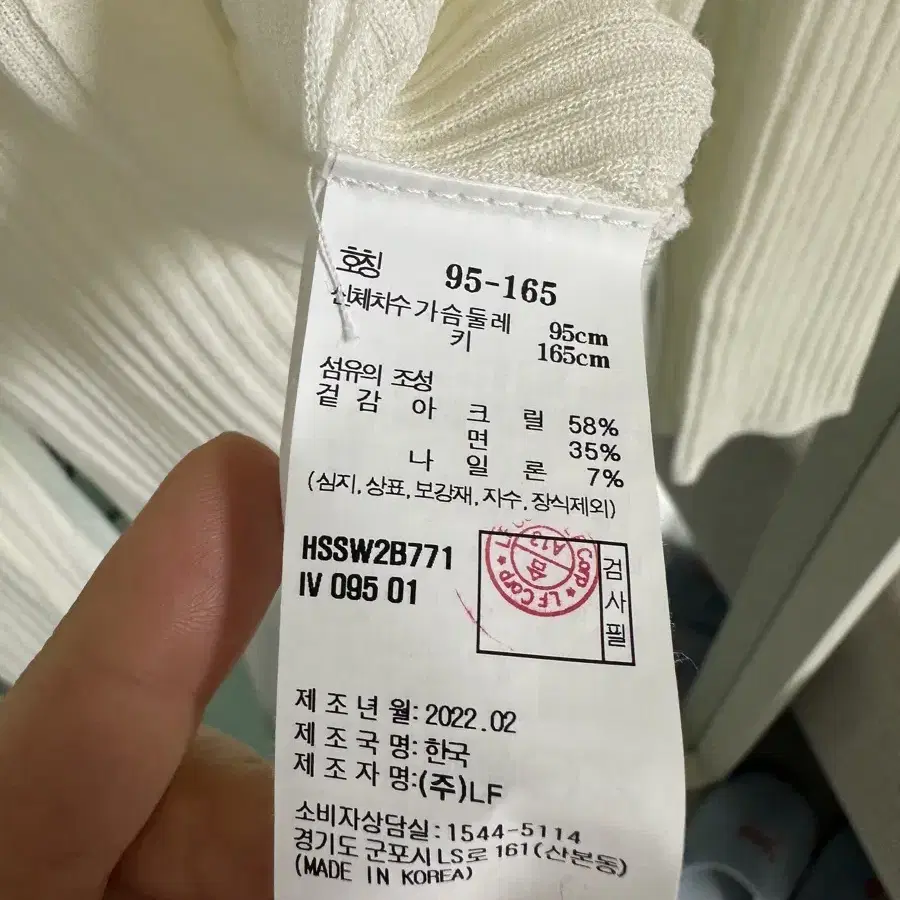 호칭 95-165
신체치수 가슴둘레 95cm
키 165cm
섬유의 조성
겉감 아크릴 58%
면 35%
나일론 7%
(심지,상표,보강재,자수,장식제외)
HSSW2B771
IV 095 01
LF Corp ★
Corp
A13
검사필
제조년월: 2022.02
제조국명: 한국
제조자명:(주)LF
소비자상담실:1544-5114
경기도 군포시 LS로 161(산본동)
(MADE IN KOREA)